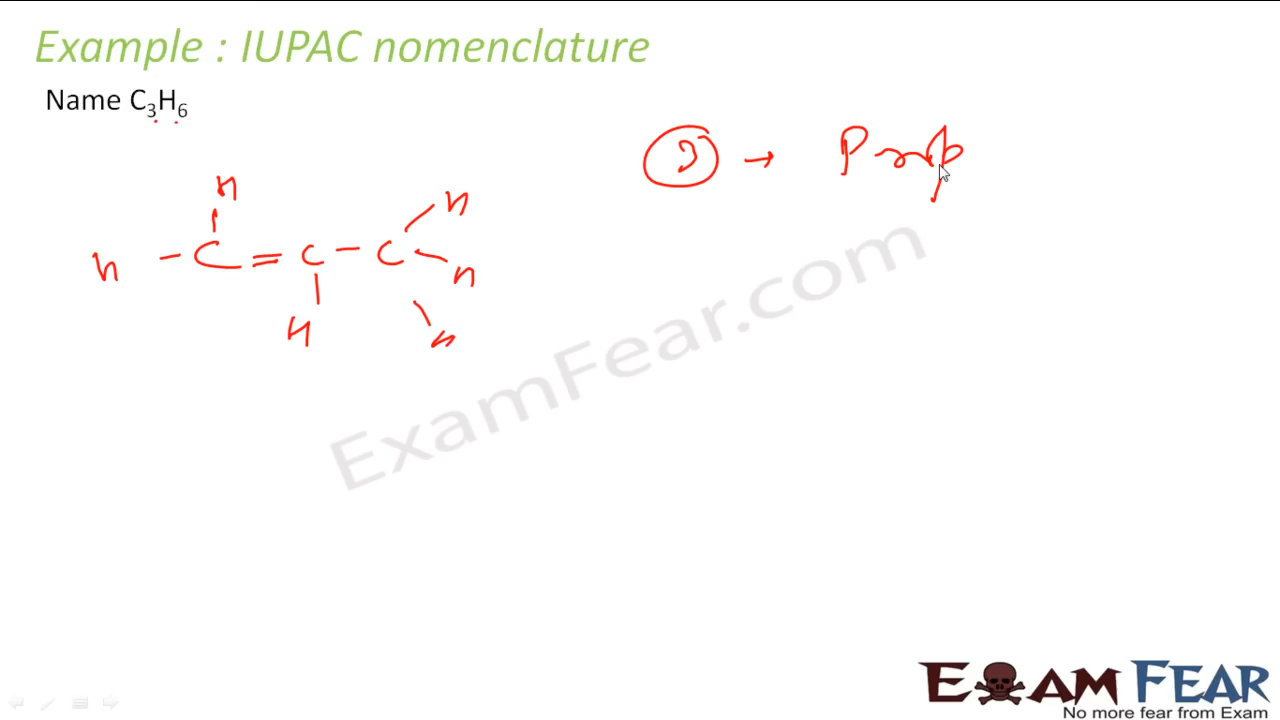 Example : IUPAC nomenclature
Name C₃H₆
③ → Prop
H
H
H - C = C - C
H
H
H
ExamFear.com
EXAM FEAR
No more fear from Exam